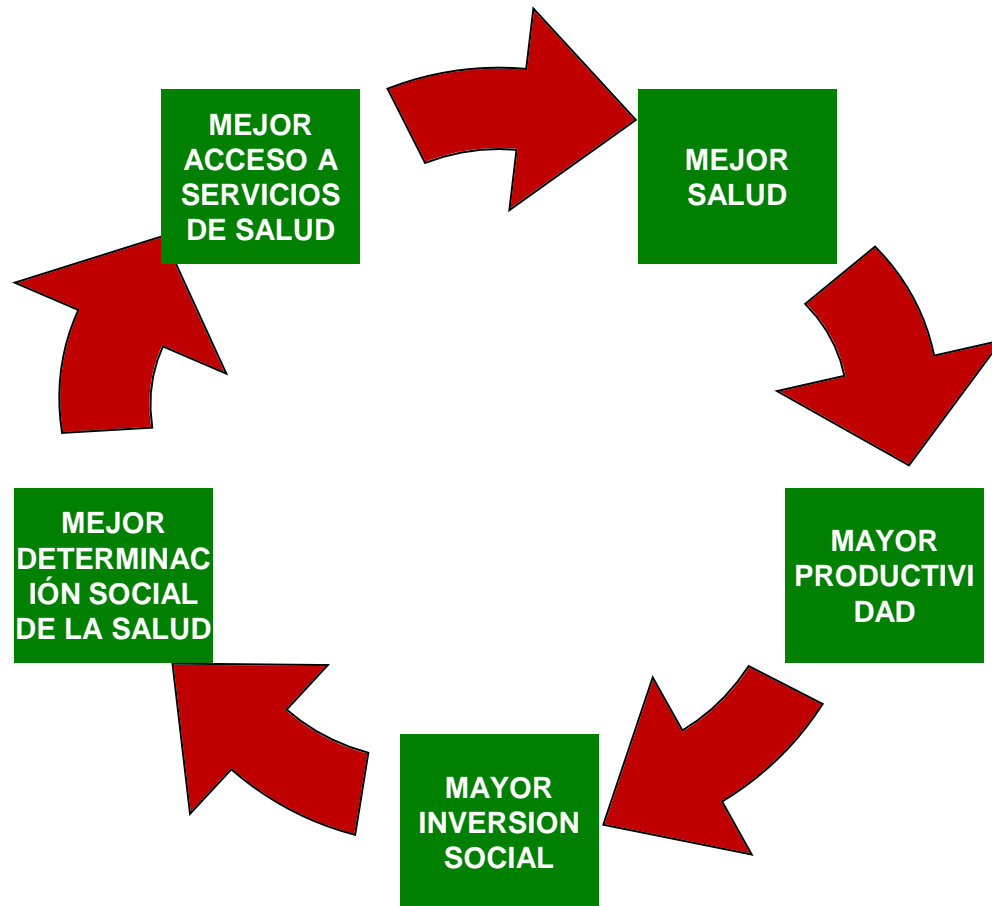 MEJOR
ACCESO A
SERVICIOS
DE SALUD
MEJOR
SALUD
MAYOR
PRODUCTIVI
DAD
MAYOR
INVERSION
SOCIAL
MEJOR
DETERMINAC
IÓN SOCIAL
DE LA SALUD